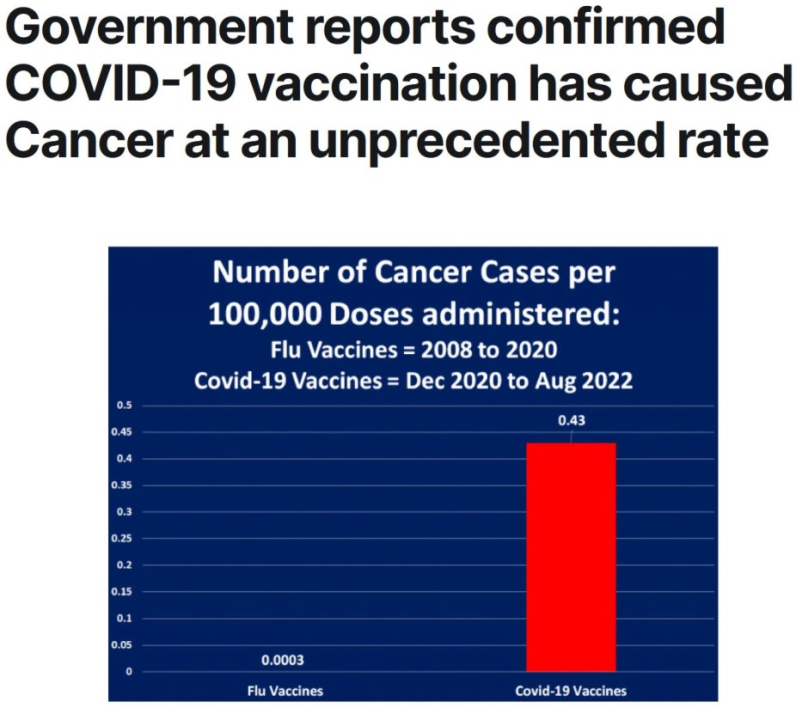 Government reports confirmed
COVID-19 vaccination has caused
Cancer at an unprecedented rate
Number of Cancer Cases per
100,000 Doses administered:
Flu Vaccines = 2008 to 2020
Covid-19 Vaccines = Dec 2020 to Aug 2022
0.5
0.45
0.4
0.35
0.3
0.25
0.2
0.15
0.1
0.05
0
0.43
0.0003
Flu Vaccines
Covid-19 Vaccines